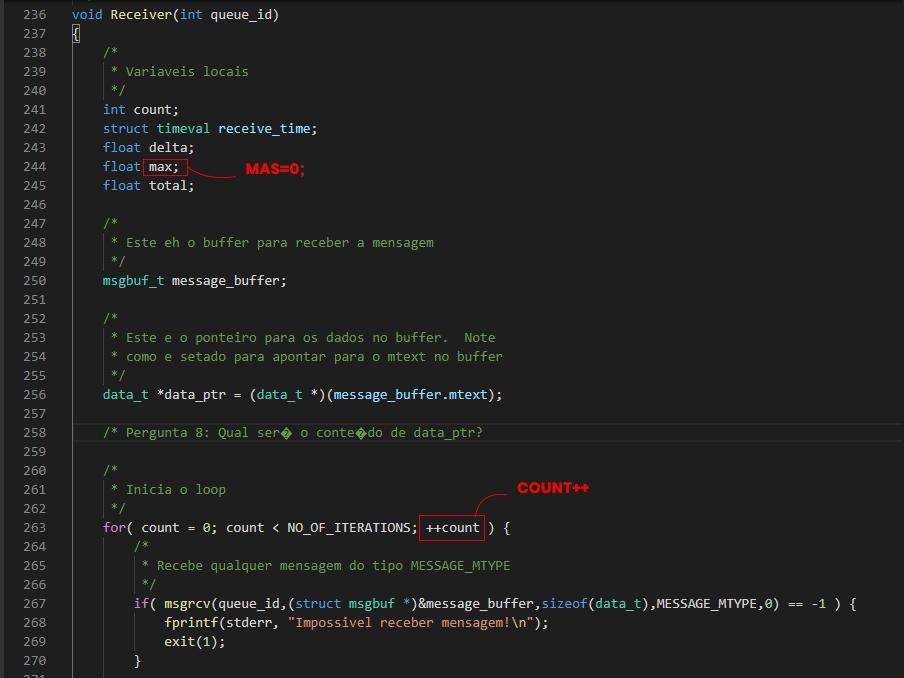 236 void Receiver(int queue_id)
237 {
238 /*
239 * Variaveis locais
240 */
241 int count;
242 struct timeval receive_time;
243 float delta;
244 float max; MAS=0;
245 float total;
246
247 /*
248 * Este eh o buffer para receber a mensagem
249 */
250 msgbuf_t message_buffer;
251
252 /*
253 * Este e o ponteiro para os dados no buffer.  Note
254 * como e setado para apontar para o mtext no buffer
255 */
256 data_t *data_ptr = (data_t *)(message_buffer.mtext);
257
258 /* Pergunta 8: Qual ser� o conte�do de data_ptr?
259
260 /*
261 * Inicia o loop
COUNT++
262 */
263 for( count = 0; count < NO_OF_ITERATIONS; ++count ) {
264 /*
265 * Recebe qualquer mensagem do tipo MESSAGE_MTYPE
266 */
267 if( msgrcv(queue_id,(struct msgbuf *)&message_buffer,sizeof(data_t),MESSAGE_MTYPE,0) == -1 ) {
268 fprintf(stderr, "Impossivel receber mensagem!\n");
269 exit(1);
270 }
271